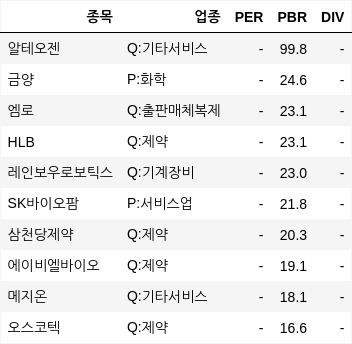 종목 업종 PER PBR DIV
알테오젠 Q:기타서비스 - 99.8 -
금양 P:화학 - 24.6 -
엠로 Q:출판매체복제 - 23.1 -
HLB Q:제약 - 23.1 -
레인보우로보틱스 Q:기계장비 - 23.0 -
SK바이오팜 P:서비스업 - 21.8 -
삼천당제약 Q:제약 - 20.3 -
에이비엘바이오 Q:제약 - 19.1 -
메지온 Q:기타서비스 - 18.1 -
오스코텍 Q:제약 - 16.6 -